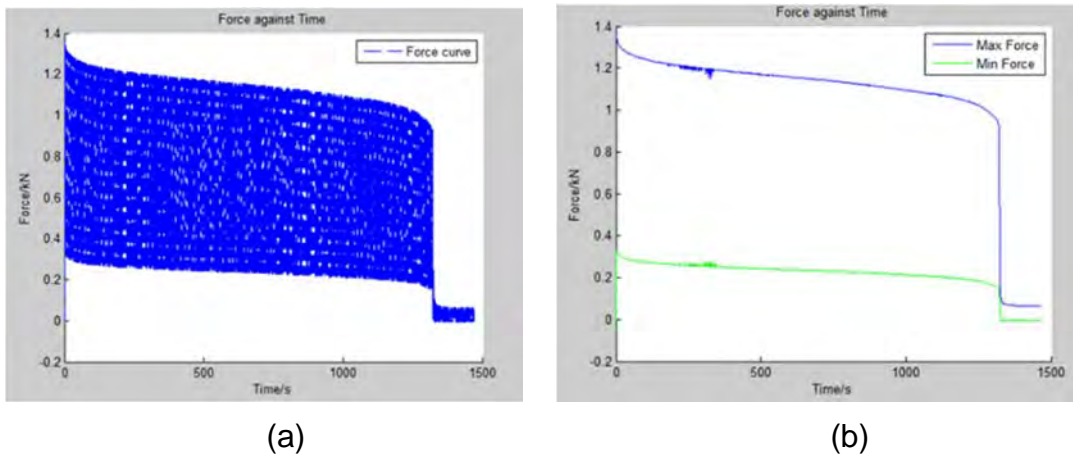 Force against Time
1.4
1.2
1
0.8
0.6
0.4
0.2
0
-0.2
Force/kN
0
500
1000
1500
Time/s
Force curve
(a)
Force against Time
1.4
1.2
1
0.8
0.6
0.4
0.2
0
-0.2
Force/kN
0
500
1000
1500
Time/s
Max Force
Min Force
(b)